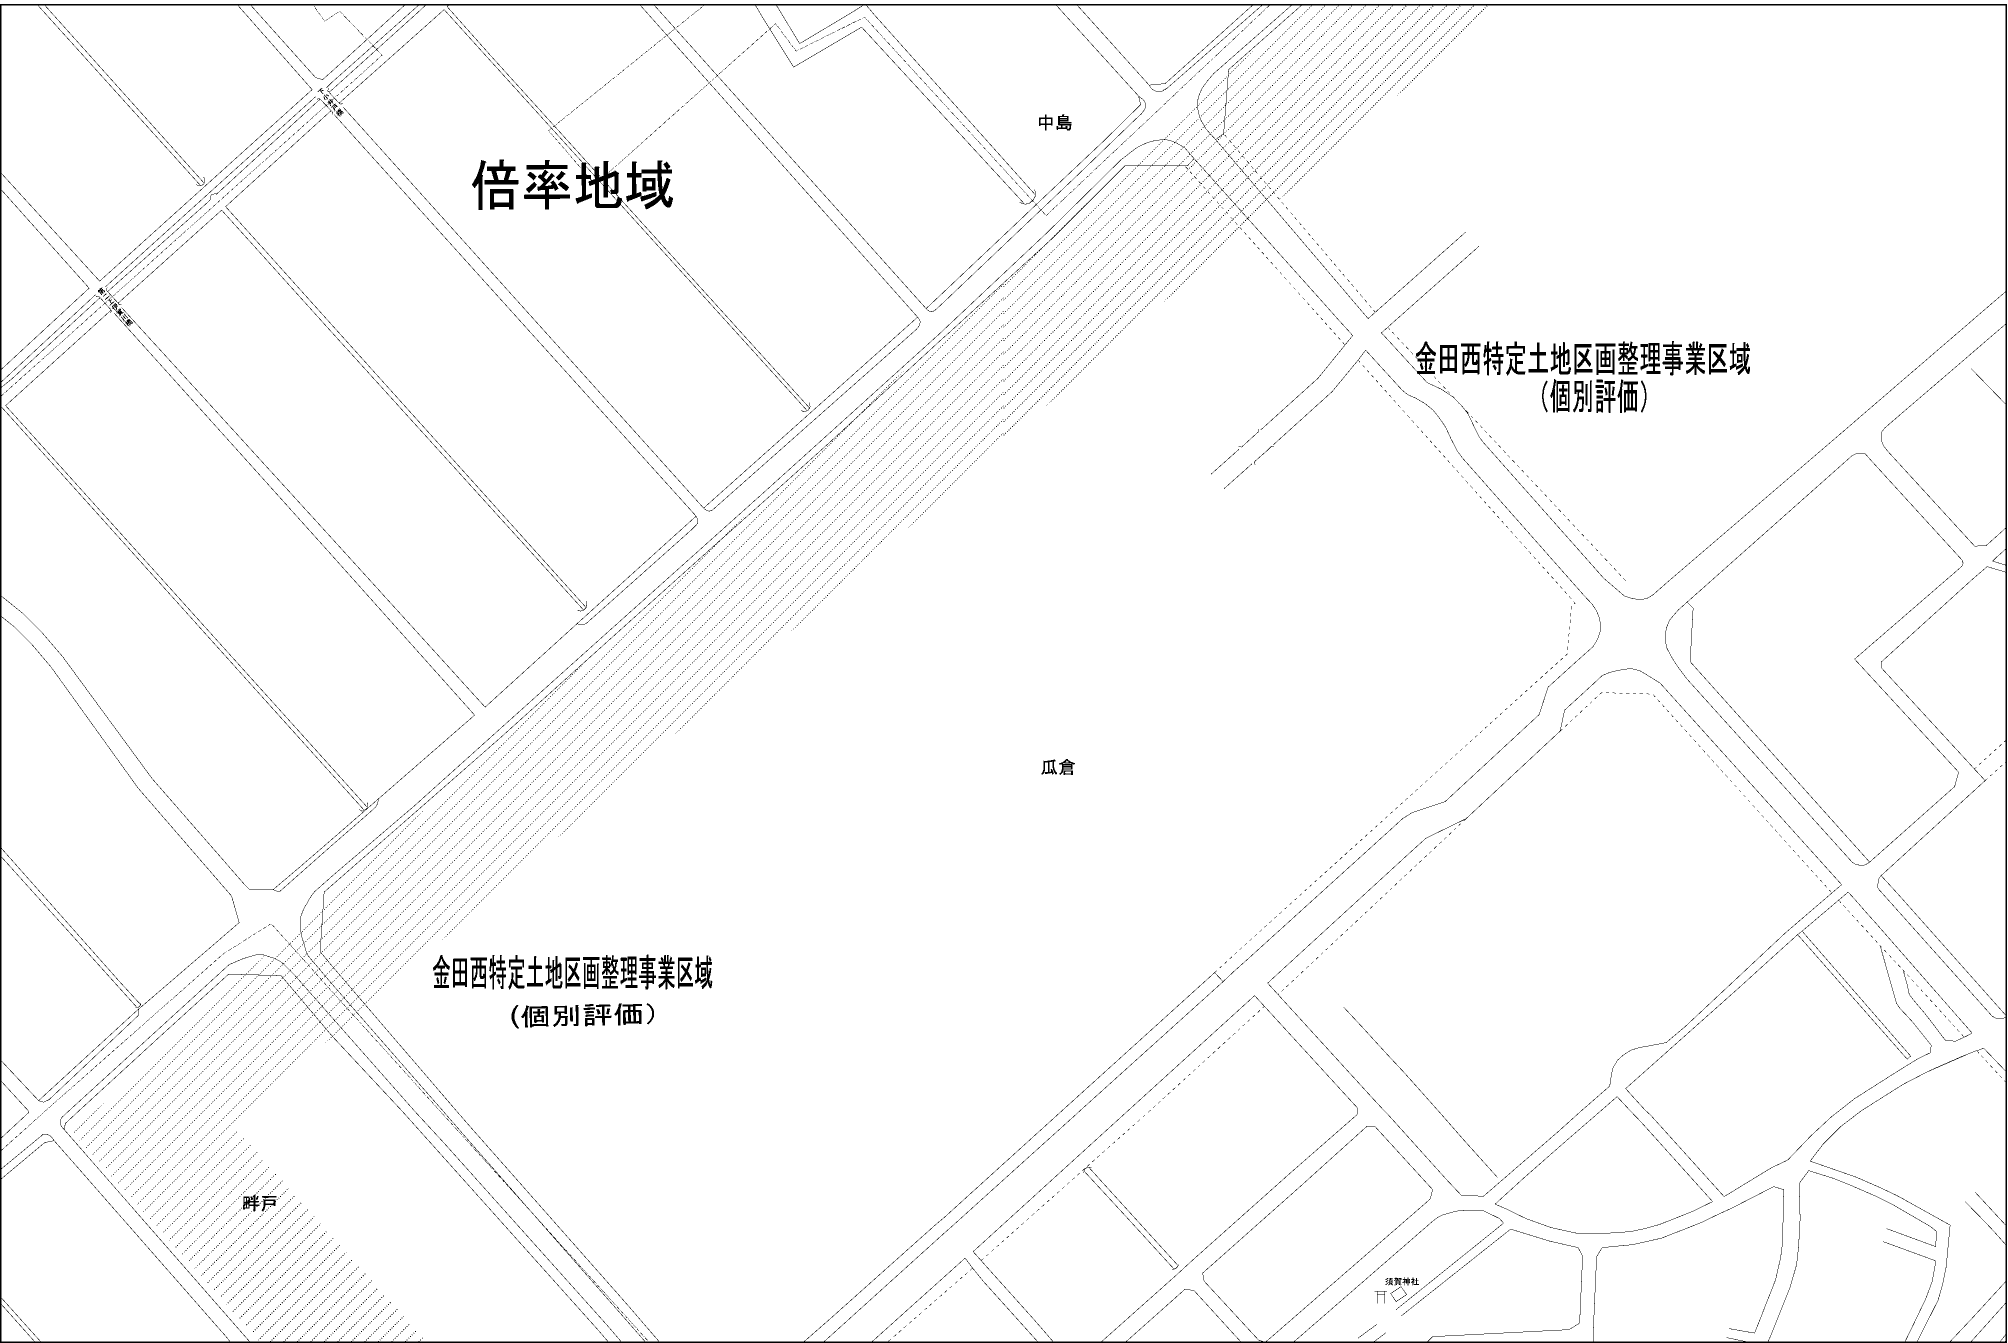 中島
倍率地域
金田西特定土地区画整理事業区域
（個別評価）
瓜倉
金田西特定土地区画整理事業区域
（個別評価）
畔戸
須賀神社